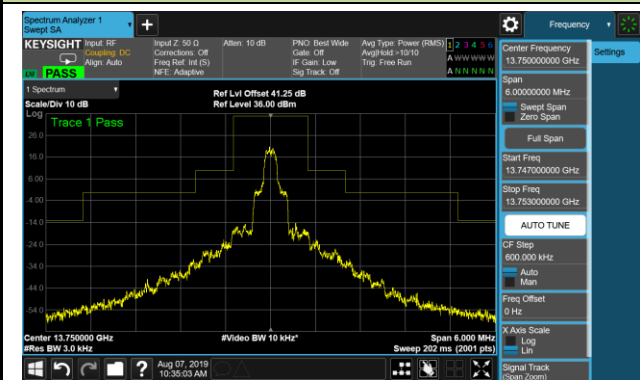 Spectrum Analyzer 1
Swept SA
+
Frequency
KEYSIGHT
Input: RF
Coupling: DC
Align: Auto
PASS
Input Z: 50 Ω
Corrections: Off
Freq Ref: Int (S)
NFE: Adaptive
Atten: 10 dB
PNO: Best Wide
Gate: Off
IF Gain: Low
Sig Track: Off
Avg Type: Power (RMS)
Avg|Hold:>10/10
Trig: Free Run
1 2 3 4 5 6
A W W W W W
A N N N N N
1 Spectrum
Scale/Div 10 dB
Ref Lvl Offset 41.25 dB
Ref Level 36.00 dBm
Log
Trace 1 Pass
26.0
16.0
6.00
-4.00
-14.0
-24.0
-34.0
-44.0
-54.0
Center 13.750000 GHz
#Res BW 3.0 kHz
#Video BW 10 kHz*
Span 6.000 MHz
Sweep 202 ms (2001 pts)
Aug 07, 2019
10:35:03 AM
?
Center Frequency
13.750000000 GHz
Settings
Span
6.00000000 MHz
Swept Span
Zero Span
Full Span
Start Freq
13.747000000 GHz
Stop Freq
13.753000000 GHz
AUTO TUNE
CF Step
600.000 kHz
Auto
Man
Freq Offset
0 Hz
X Axis Scale
Log
Lin
Signal Track
(Span Zoom)